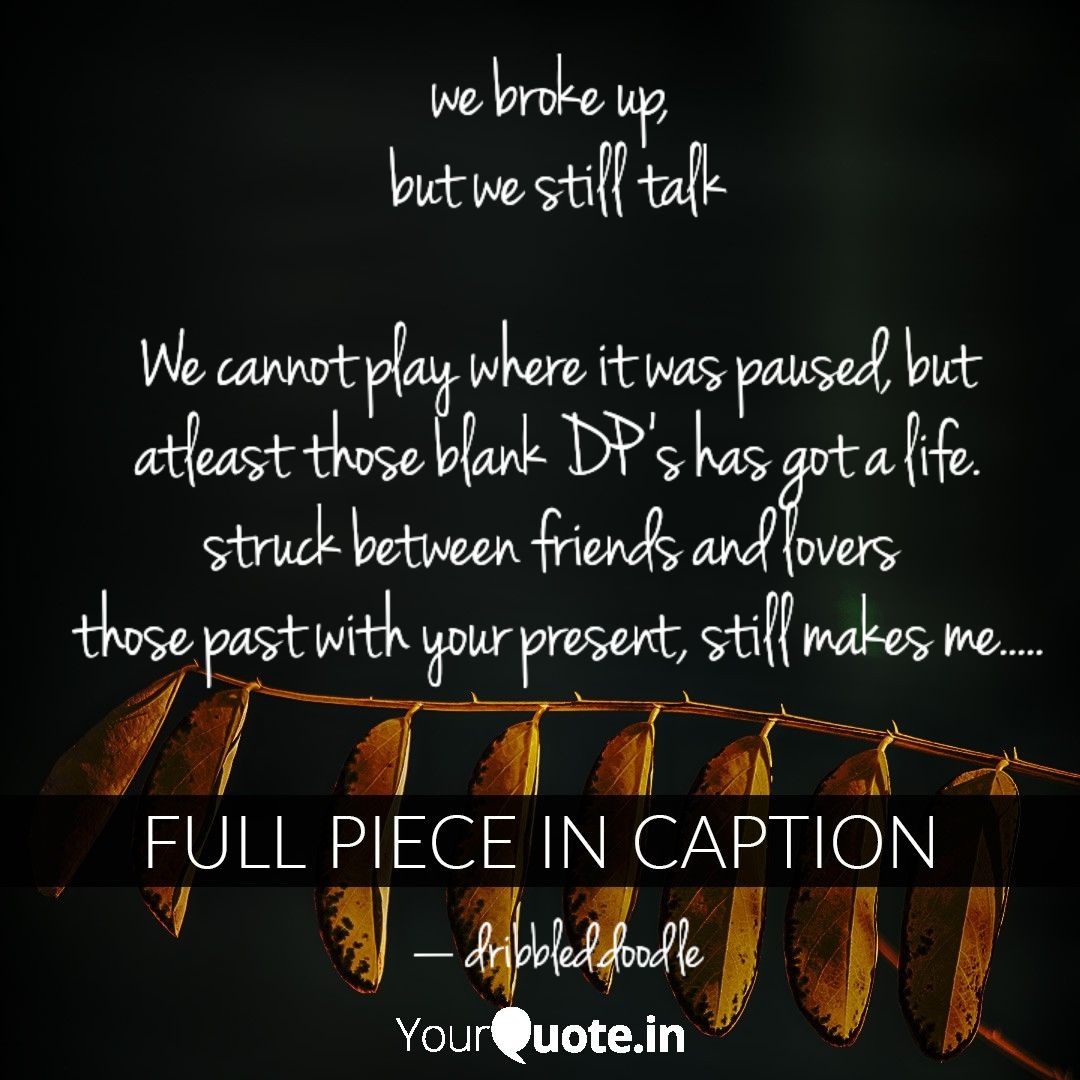 we broke up,
but we still talk
We cannot play where it was paused, but
atleast those blank DP's has got a life.
struck between friends and lovers
those past with your present, still makes me.....
FULL PIECE IN CAPTION
— dribbled.doodle
YourQuote.in